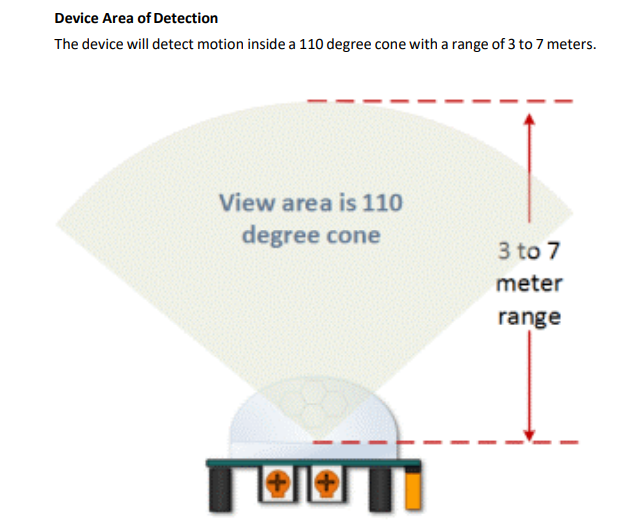 Device Area of Detection
The device will detect motion inside a 110 degree cone with a range of 3 to 7 meters.
View area is 110
degree cone
3 to 7
meter
range